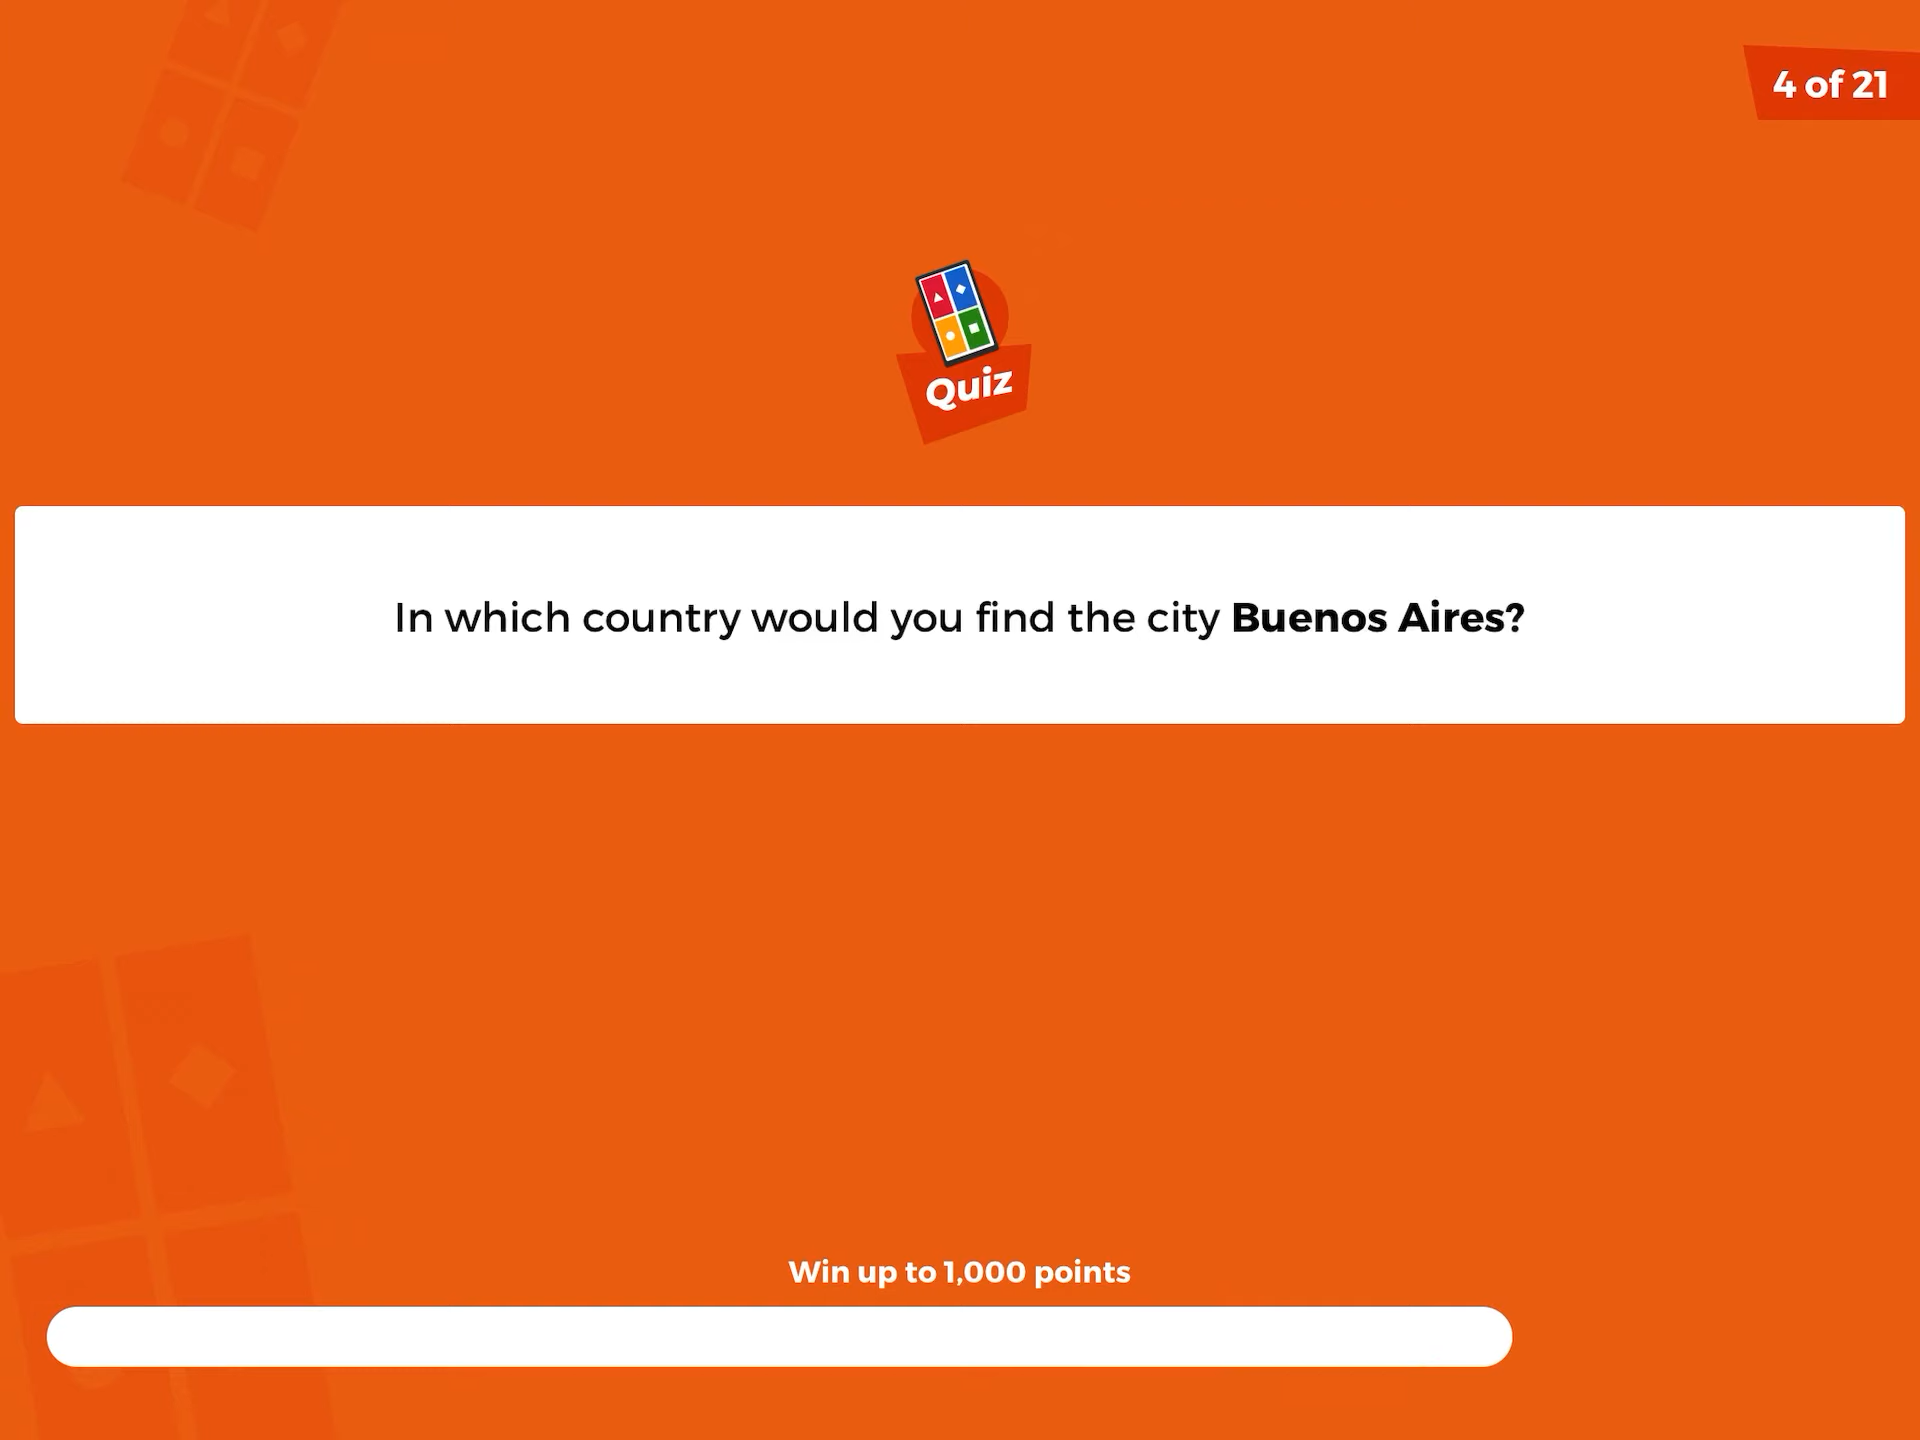 4 of 21
Quiz
In which country would you find the city Buenos Aires?
Win up to 1,000 points